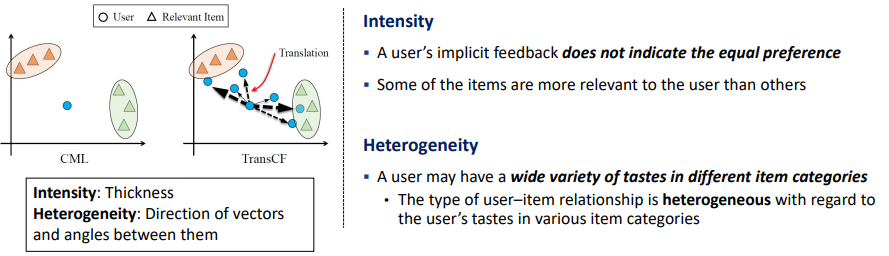 User Relevant Item
Translation
CML
TransCF
Intensity: Thickness
Heterogeneity: Direction of vectors
and angles between them
Intensity
▪ A user's implicit feedback does not indicate the equal preference
▪ Some of the items are more relevant to the user than others
Heterogeneity
▪ A user may have a wide variety of tastes in different item categories
• The type of user–item relationship is heterogeneous with regard to
the user's tastes in various item categories